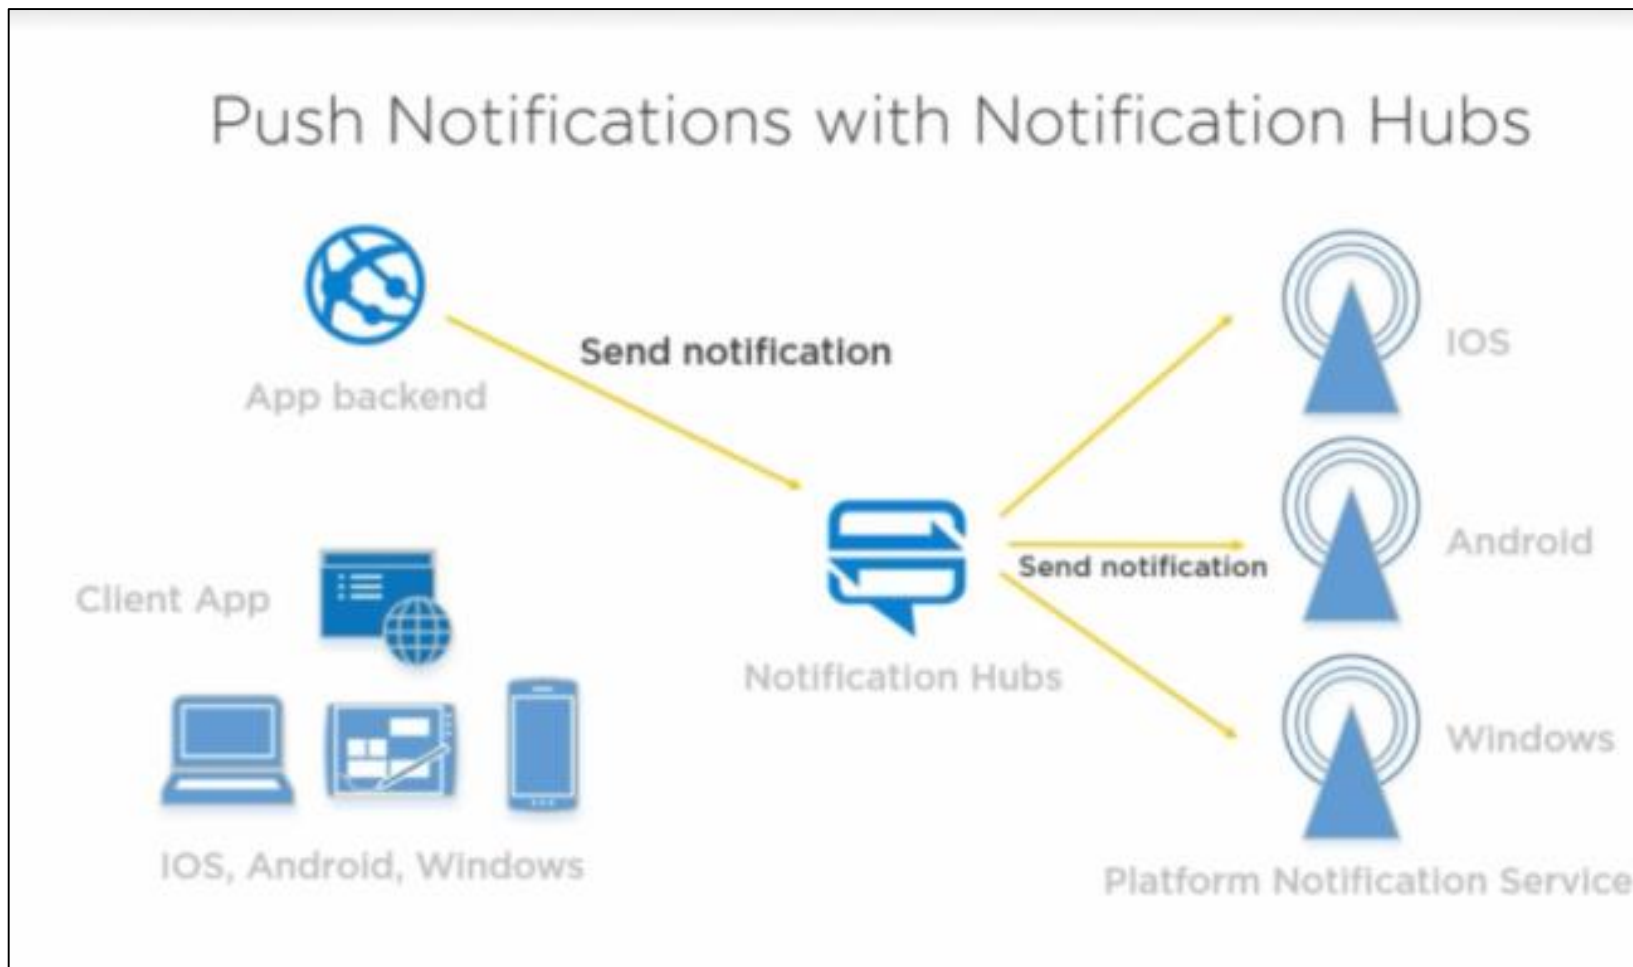 Push Notifications with Notification Hubs
App backend
Send notification
IOS
Android
Send notification
Client App
Notification Hubs
Windows
IOS, Android, Windows
Platform Notification Service